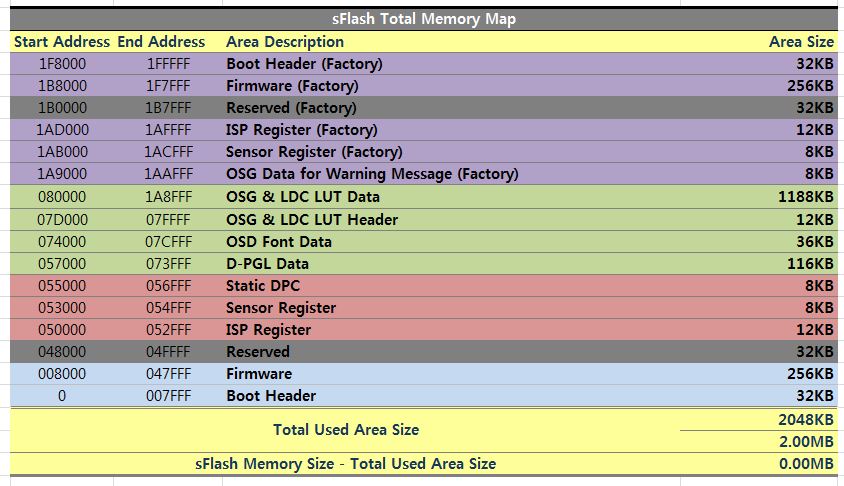 sFlash Total Memory Map
Start Address End Address Area Description Area Size
1F8000 1FFFFF Boot Header (Factory) 32KB
1B8000 1F7FFF Firmware (Factory) 256KB
1B0000 1B7FFF Reserved (Factory) 32KB
1AD000 1AFFFF ISP Register (Factory) 12KB
1AB000 1ACFFF Sensor Register (Factory) 8KB
1A9000 1AAFFF OSG Data for Warning Message (Factory) 8KB
080000 1A8FFF OSG & LDC LUT Data 1188KB
07D000 07FFFF OSG & LDC LUT Header 12KB
074000 07CFFF OSD Font Data 36KB
057000 073FFF D-PGL Data 116KB
055000 056FFF Static DPC 8KB
053000 054FFF Sensor Register 8KB
050000 052FFF ISP Register 12KB
048000 04FFFF Reserved 32KB
008000 047FFF Firmware 256KB
0 007FFF Boot Header 32KB
Total Used Area Size 2048KB
2.00MB
sFlash Memory Size - Total Used Area Size 0.00MB